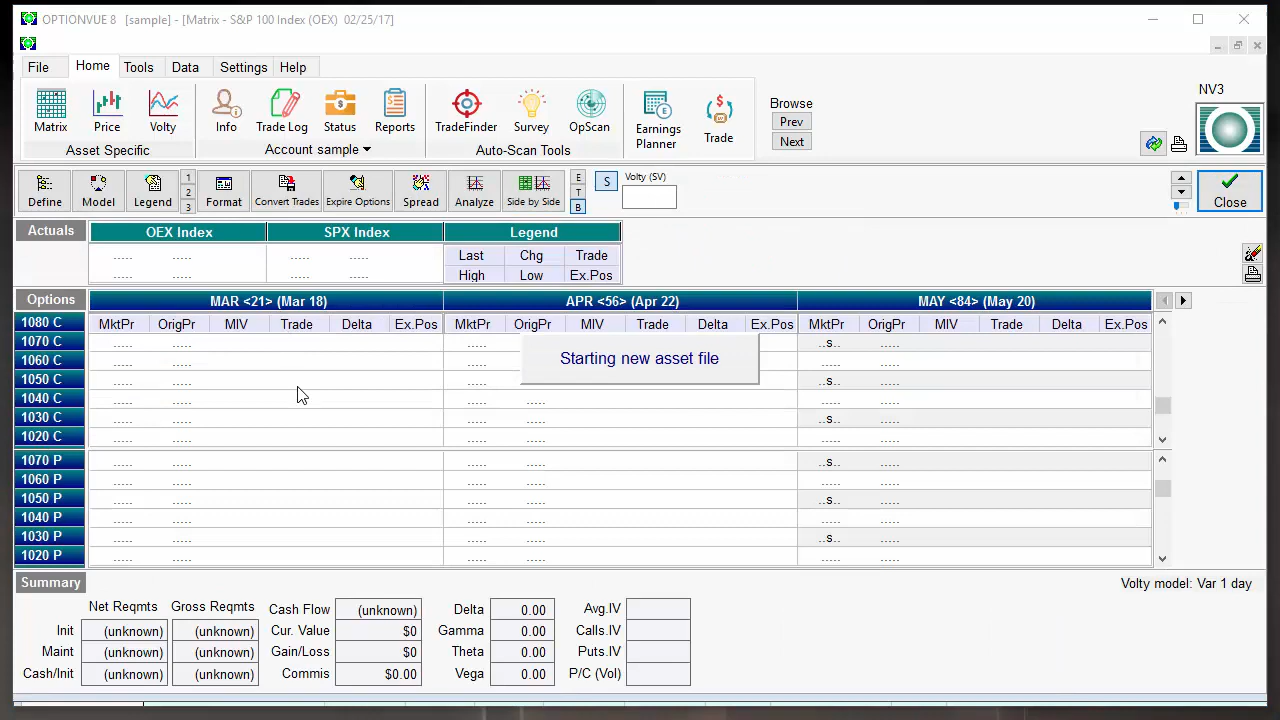 OPTIONVUE 8 [sample] - [Matrix - S&P 100 Index (OEX) 02/25/17]
File Home Tools Data Settings Help
Matrix Price Volty Info Trade Log Status Reports TradeFinder Survey OpScan Earnings Planner Trade
Asset Specific Account sample Auto-Scan Tools
Browse
Prev
Next
NV3
Define Model Legend 1 2 3 Format Convert Trades Expire Options Spread Analyze Side by Side E T B S Volty (SV) Close
Actuals OEX Index SPX Index Legend
..... ..... ..... ..... Last Chg Trade
..... ..... ..... ..... High Low Ex.Pos
Options MAR <21> (Mar 18) APR <56> (Apr 22) MAY <84> (May 20)
1080 C MktPr OrigPr MIV Trade Delta Ex.Pos MktPr OrigPr MIV Trade Delta Ex.Pos MktPr OrigPr MIV Trade Delta Ex.Pos
1070 C ..... ..... ..... ..s.. .....
1060 C ..... ..... ..... ..... .....
Starting new asset file
1050 C ..... ..... ..... ..s.. .....
1040 C ..... ..... ..... ..... ..... .....
1030 C ..... ..... ..... ..... ..s.. .....
1020 C ..... ..... ..... ..... ..... .....
1070 P ..... ..... ..... ..... ..s.. .....
1060 P ..... ..... ..... ..... ..... .....
1050 P ..... ..... ..... ..... ..s.. .....
1040 P ..... ..... ..... ..... ..... .....
1030 P ..... ..... ..... ..... ..s.. .....
1020 P ..... ..... ..... ..... ..... .....
Summary
Volty model: Var 1 day
Net Reqmts Gross Reqmts Cash Flow (unknown) Delta 0.00 Avg.IV
Init (unknown) (unknown) Cur. Value $0 Gamma 0.00 Calls.IV
Maint (unknown) (unknown) Gain/Loss $0 Theta 0.00 Puts.IV
Cash/Init (unknown) (unknown) Commis $0.00 Vega 0.00 P/C (Vol)